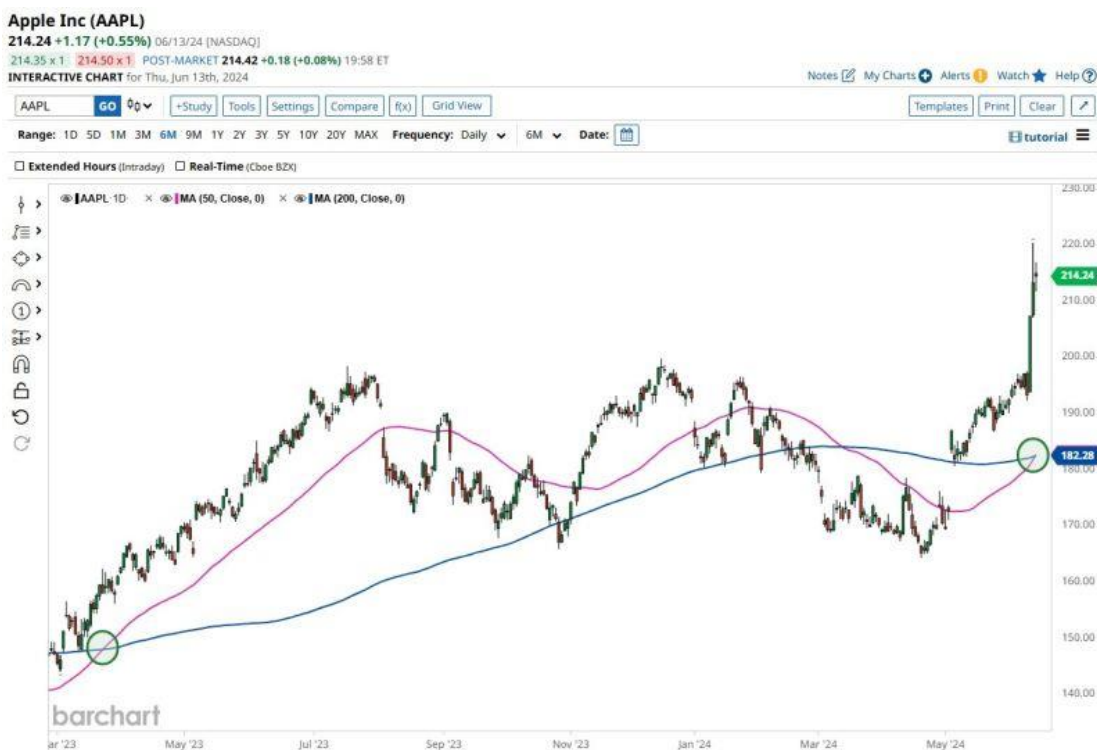 Apple Inc (AAPL)
214.24 +1.17 (+0.55%) 06/13/24 [NASDAQ]
214.35 x 1 214.50 x 1 POST-MARKET 214.42 +0.18 (+0.08%) 19:58 ET
INTERACTIVE CHART for Thu, Jun 13th, 2024
Notes My Charts Alerts Watch Help
AAPL GO +Study Tools Settings Compare f(x) Grid View Templates Print Clear
Range: 1D 5D 1M 3M 6M 9M 1Y 2Y 3Y 5Y 10Y 20Y MAX Frequency: Daily 6M Date: tutorial
Extended Hours (Intraday) Real-Time (Cboe BZX)
AAPL 1D MA (50, Close, 0) MA (200, Close, 0)
230.00
220.00
214.24
210.00
200.00
190.00
182.28
180.00
170.00
160.00
150.00
140.00
barchart
ar '23 May '23 Jul '23 Sep '23 Nov '23 Jan '24 Mar '24 May '24